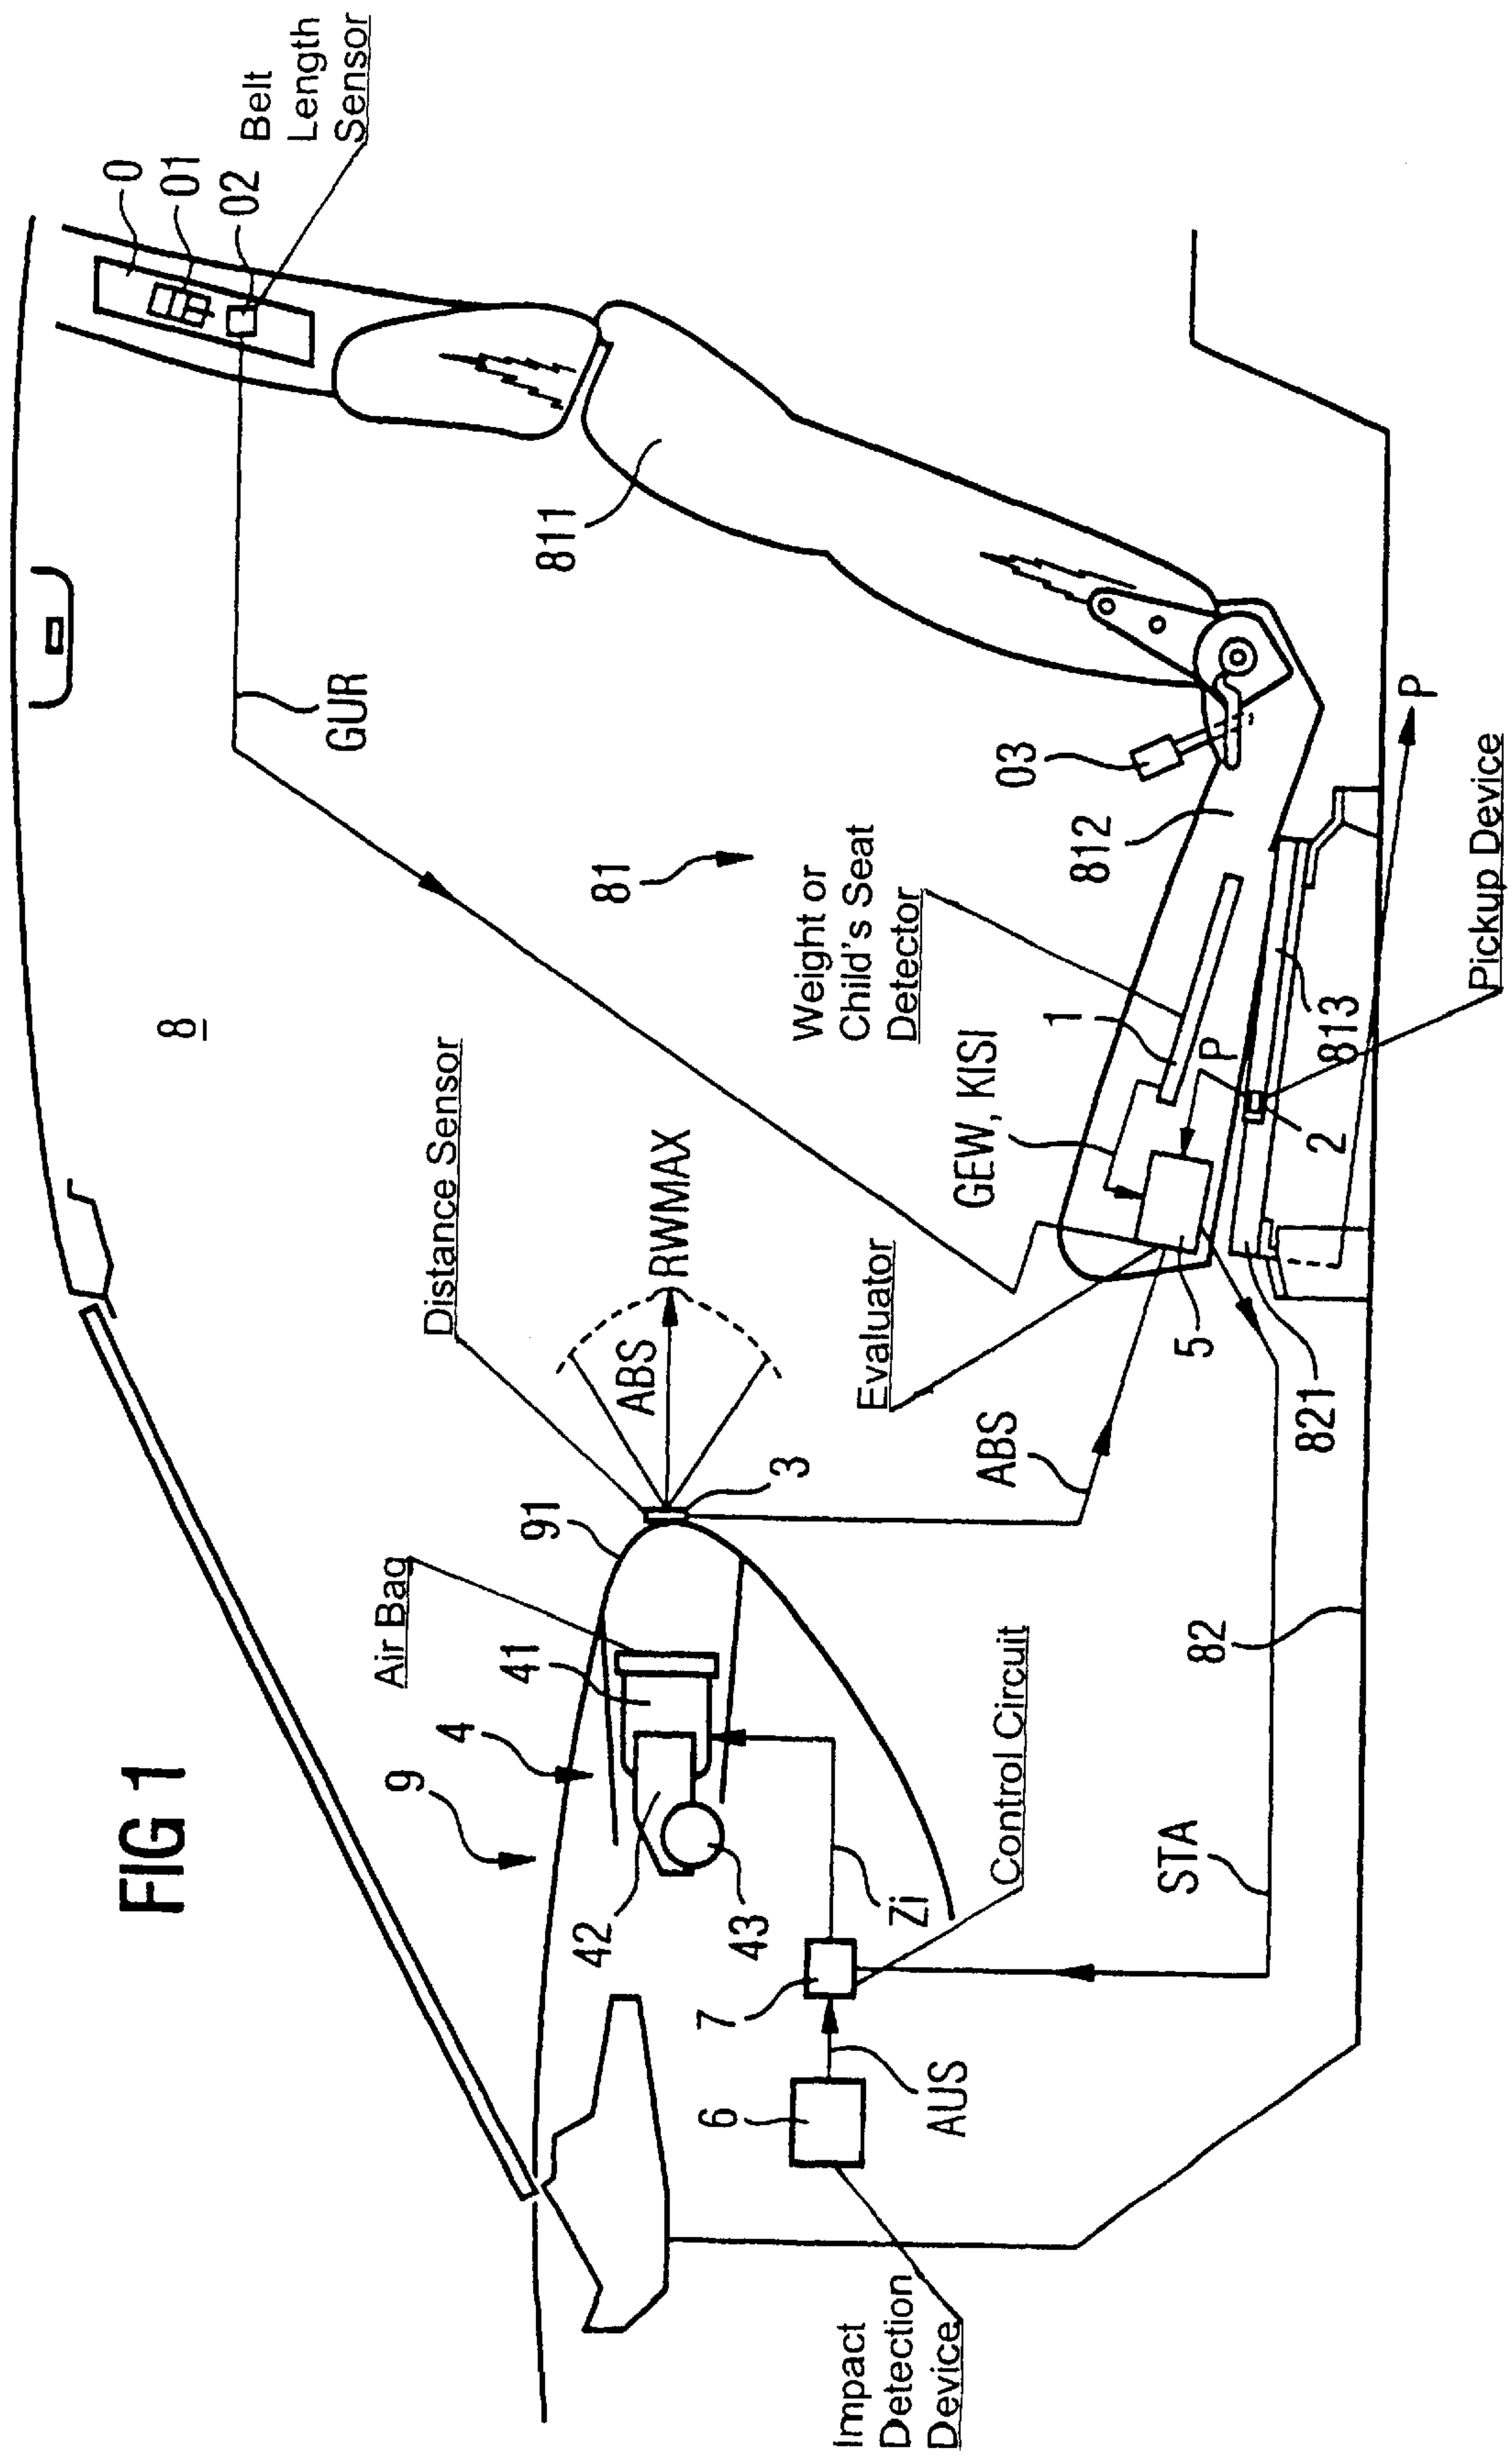 FIG 1
8
0
01
02
Belt
Length
Sensor
GUR
811
81
9
4
41
Air Bag
91
Distance Sensor
ABS
RWMAX
3
42
43
Zi
Control Circuit
7
6
AUS
Impact
Detection
Device
STA
82
ABS
Evaluator
5
821
GEW, KISI
1
P
Weight or
Child's Seat
Detector
812
03
2
813
Pickup Device
P